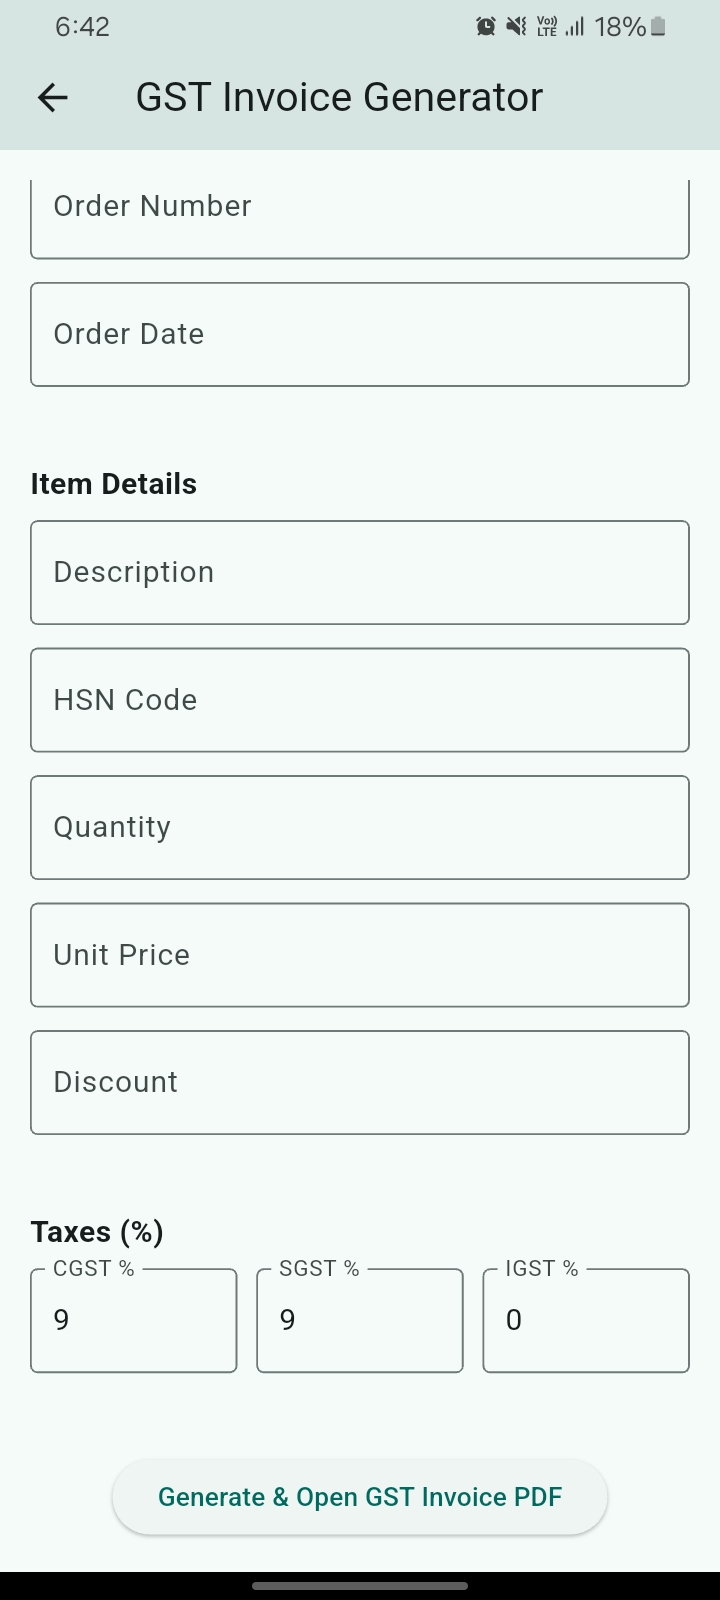 6:42 Vo)) LTE 18%
GST Invoice Generator
Order Number
Order Date
Item Details
Description
HSN Code
Quantity
Unit Price
Discount
Taxes (%)
CGST % SGST % IGST %
9 9 0
Generate & Open GST Invoice PDF